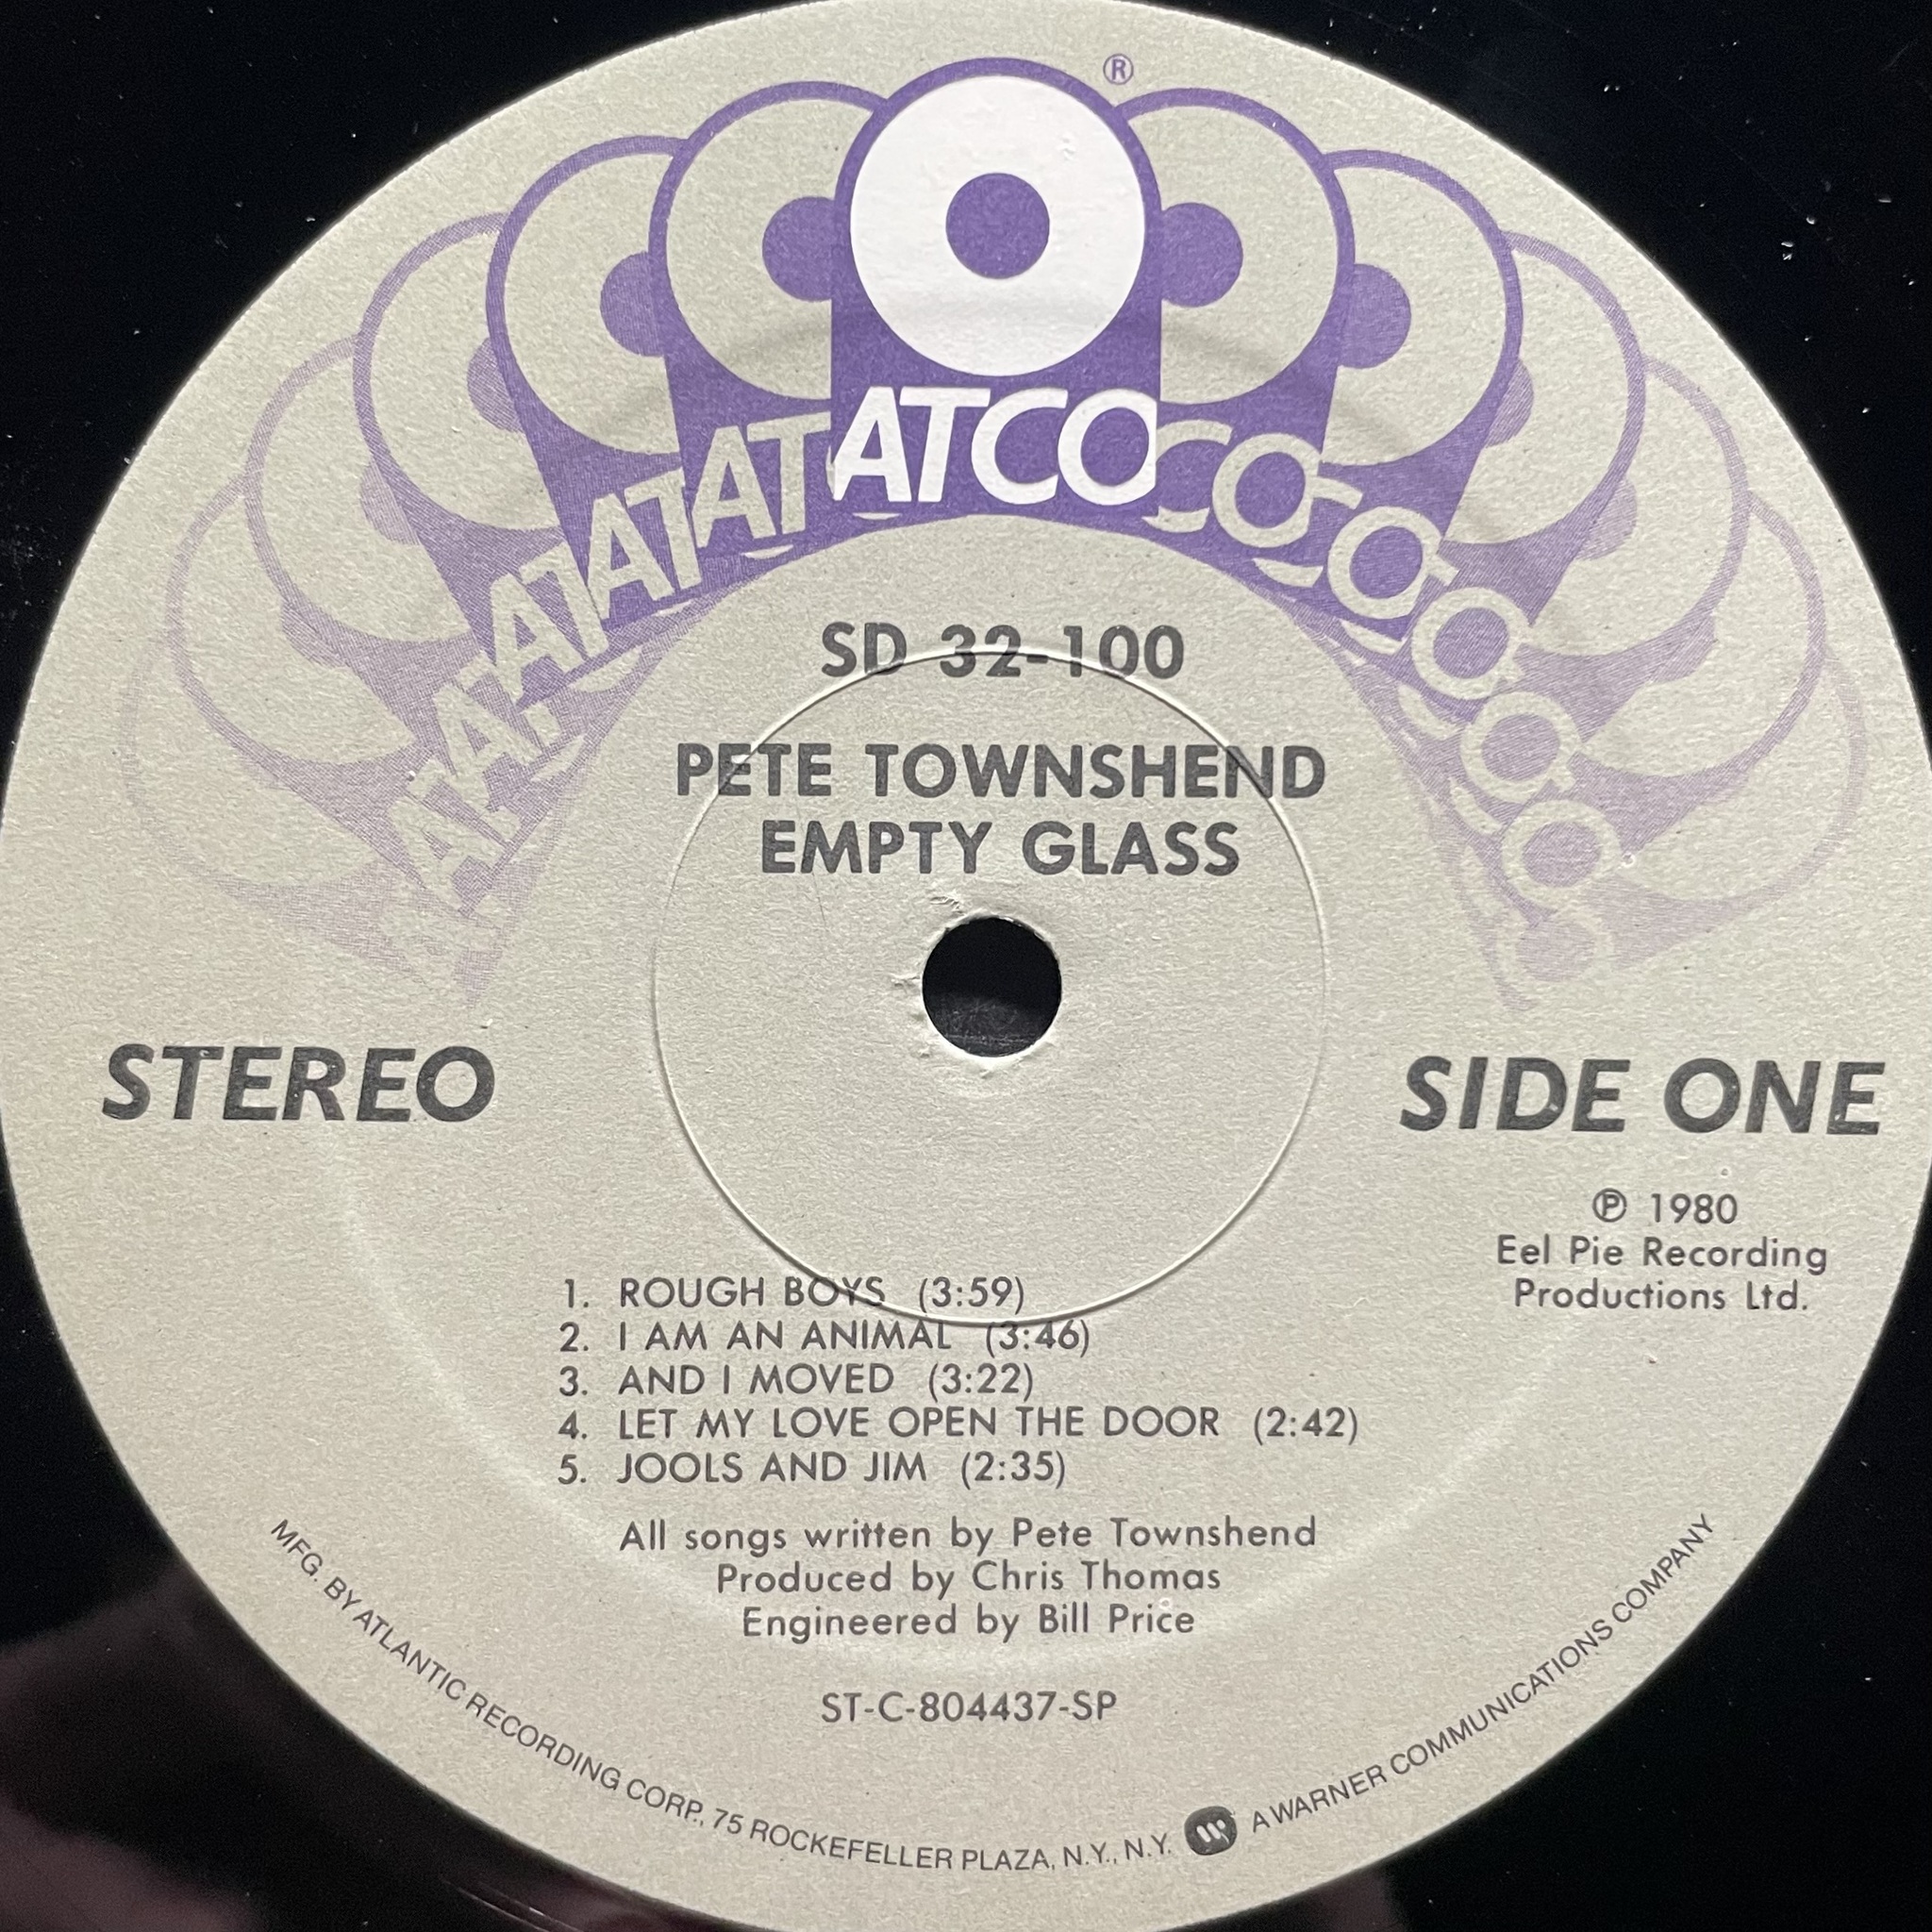 ®
ATCO
SD 32-100
PETE TOWNSHEND
EMPTY GLASS
STEREO
SIDE ONE
℗ 1980
Eel Pie Recording
Productions Ltd.
1. ROUGH BOYS (3:59)
2. I AM AN ANIMAL (3:46)
3. AND I MOVED (3:22)
4. LET MY LOVE OPEN THE DOOR (2:42)
5. JOOLS AND JIM (2:35)
All songs written by Pete Townshend
Produced by Chris Thomas
Engineered by Bill Price
ST-C-804437-SP
MFG. BY ATLANTIC RECORDING CORP., 75 ROCKEFELLER PLAZA, N.Y., N.Y. A WARNER COMMUNICATIONS COMPANY